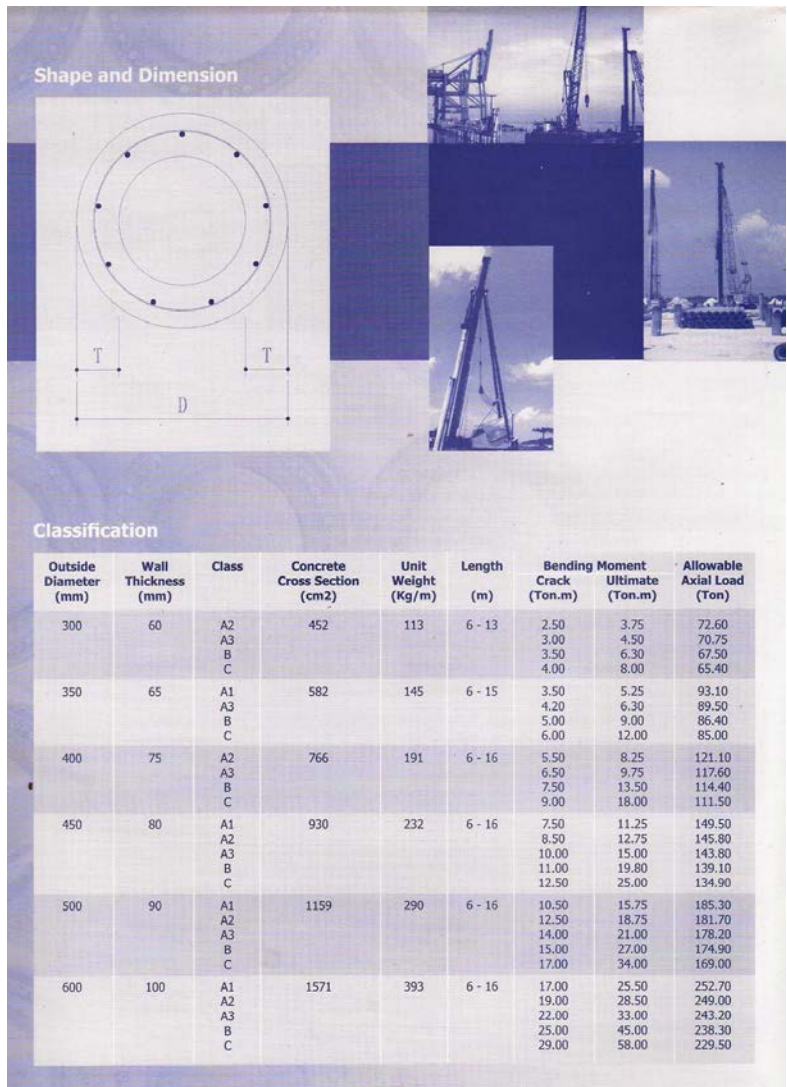 Shape and Dimension
T T
D
Classification
Outside Wall Class Concrete Unit Length Bending Moment Allowable
Diameter Thickness Cross Section Weight Crack Ultimate Axial Load
(mm) (mm) (cm2) (Kg/m) (m) (Ton.m) (Ton.m) (Ton)
300 60 A2 452 113 6 - 13 2.50 3.75 72.60
A3 3.00 4.50 70.75
B 3.50 6.30 67.50
C 4.00 8.00 65.40
350 65 A1 582 145 6 - 15 3.50 5.25 93.10
A3 4.20 6.30 89.50
B 5.00 9.00 86.40
C 6.00 12.00 85.00
400 75 A2 766 191 6 - 16 5.50 8.25 121.10
A3 6.50 9.75 117.60
B 7.50 13.50 114.40
C 9.00 18.00 111.50
450 80 A1 930 232 6 - 16 7.50 11.25 149.50
A2 8.50 12.75 145.80
A3 10.00 15.00 143.80
B 11.00 19.80 139.10
C 12.50 25.00 134.90
500 90 A1 1159 290 6 - 16 10.50 15.75 185.30
A2 12.50 18.75 181.70
A3 14.00 21.00 178.20
B 15.00 27.00 174.90
C 17.00 34.00 169.00
600 100 A1 1571 393 6 - 16 17.00 25.50 252.70
A2 19.00 28.50 249.00
A3 22.00 33.00 243.20
B 25.00 45.00 238.30
C 29.00 58.00 229.50